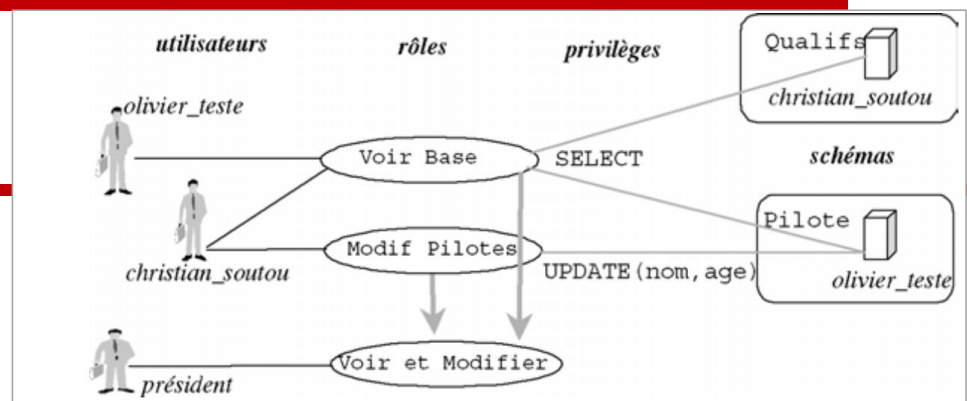 utilisateurs rôles privilèges
Qualifs
christian_soutou
olivier_teste
Voir Base
SELECT
schémas
Pilote
Modif Pilotes
christian_soutou
UPDATE(nom,age)
olivier_teste
Voir et Modifier
président